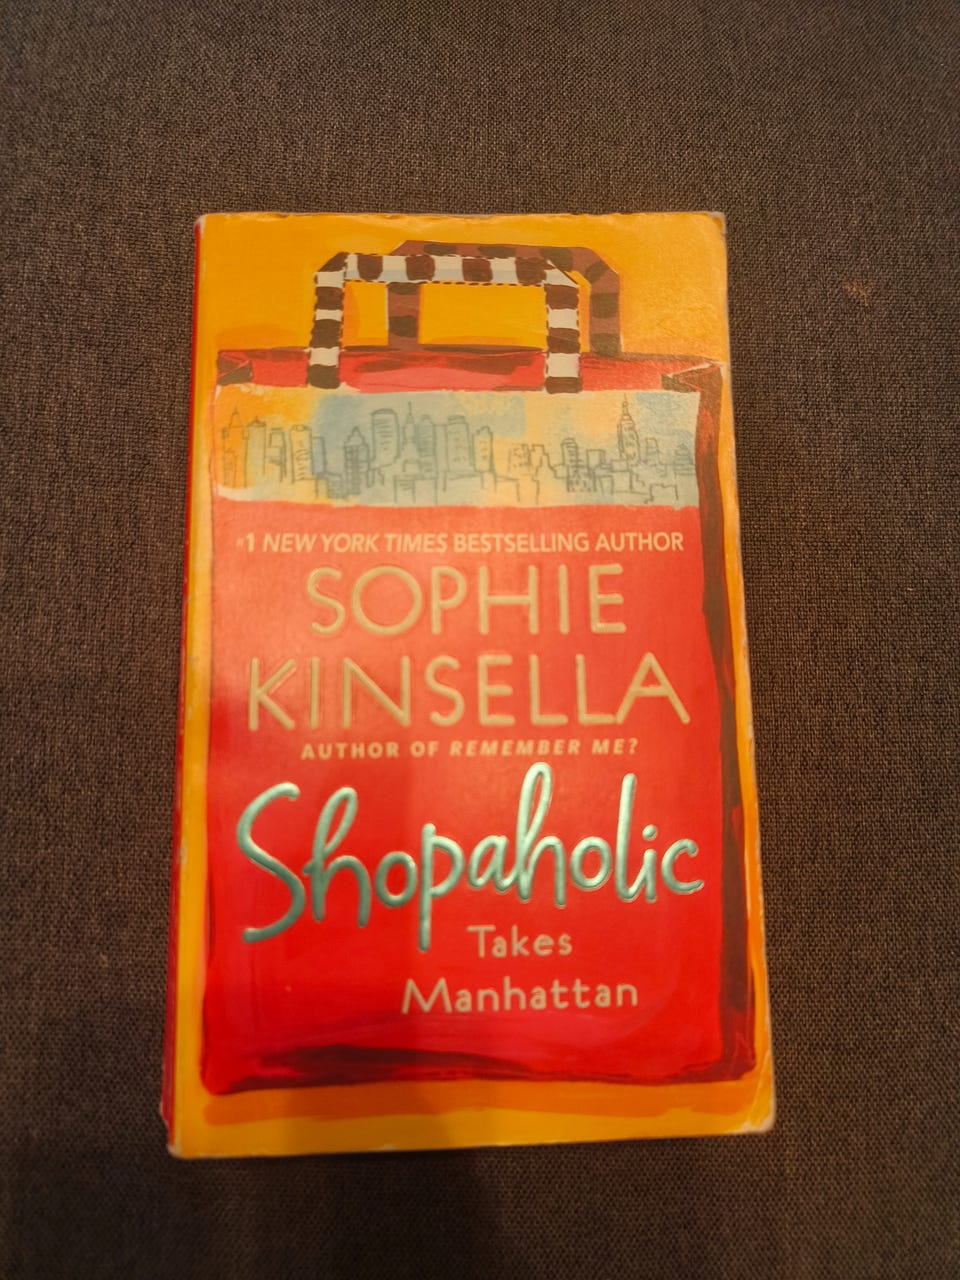 #1 NEW YORK TIMES BESTSELLING AUTHOR
SOPHIE
KINSELLA
AUTHOR OF REMEMBER ME?
Shopaholic
Takes
Manhattan